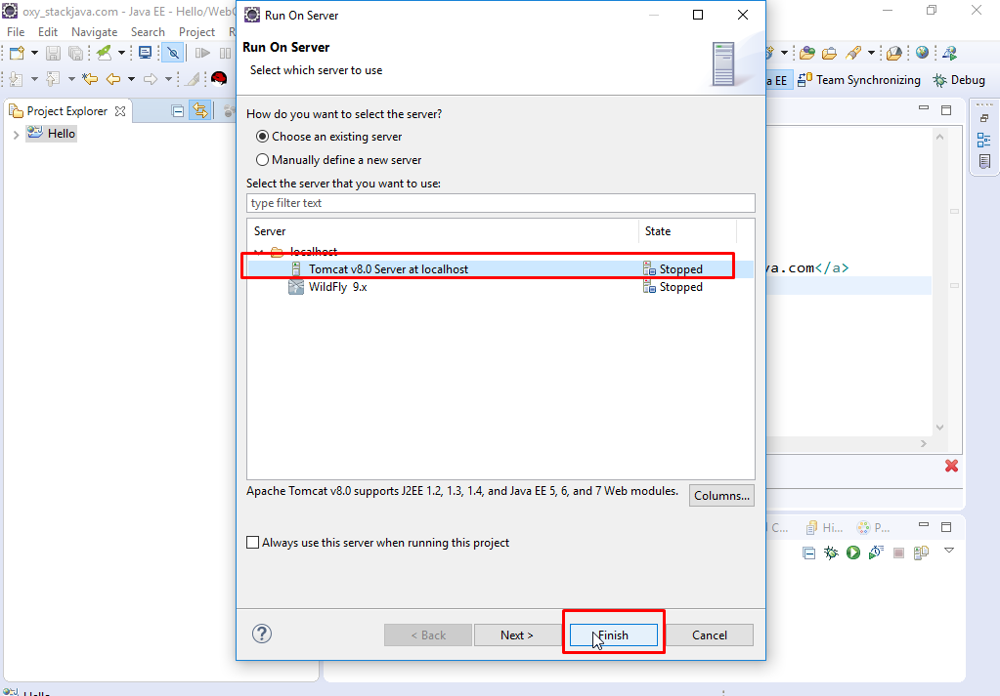 oxy_stackjava.com - Java EE - Hello/WebC
Run On Server
File Edit Navigate Search Project R
Run On Server
Select which server to use
a EE Team Synchronizing Debug
Project Explorer
Hello
How do you want to select the server?
Choose an existing server
Manually define a new server
Select the server that you want to use:
type filter text
Server State
localhost
Tomcat v8.0 Server at localhost Stopped
WildFly 9.x Stopped
va.com</a>
Apache Tomcat v8.0 supports J2EE 1.2, 1.3, 1.4, and Java EE 5, 6, and 7 Web modules.
Columns...
C... Hi... P...
Always use this server when running this project
< Back Next > Finish Cancel
Hello